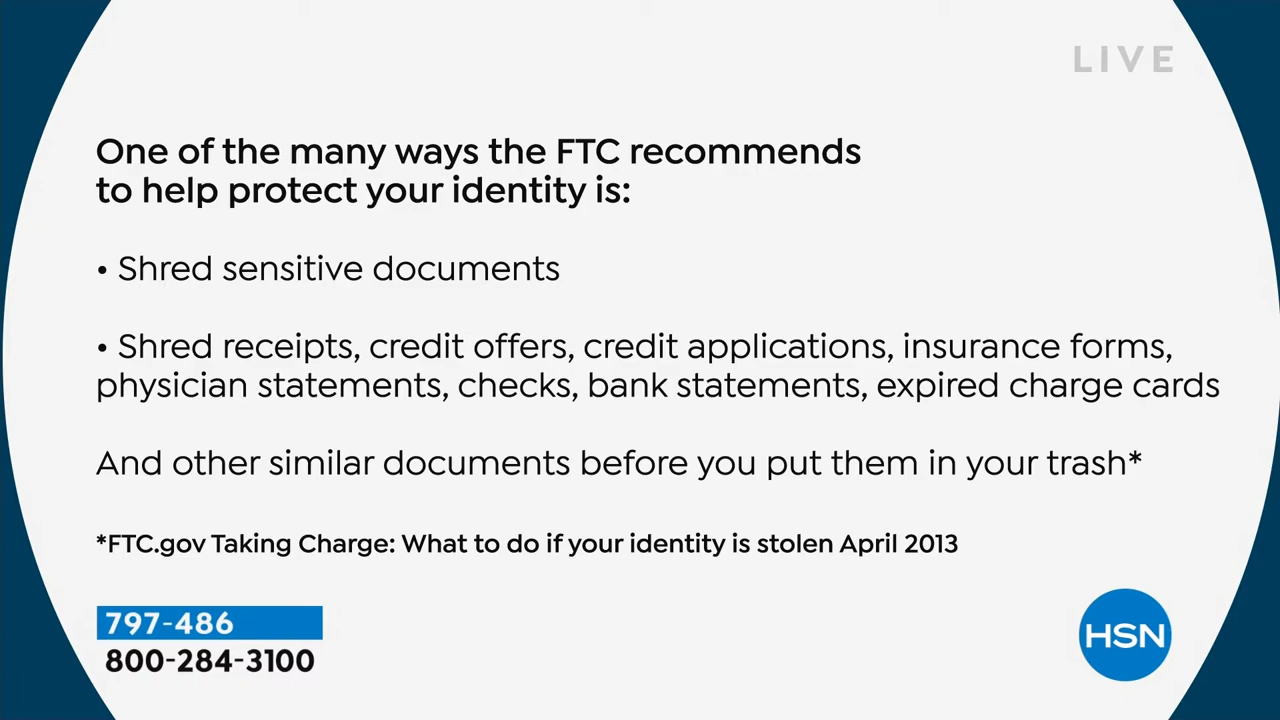 LIVE
One of the many ways the FTC recommends
to help protect your identity is:
• Shred sensitive documents
• Shred receipts, credit offers, credit applications, insurance forms,
physician statements, checks, bank statements, expired charge cards
And other similar documents before you put them in your trash*
*FTC.gov Taking Charge: What to do if your identity is stolen April 2013
797-486
800-284-3100
HSN